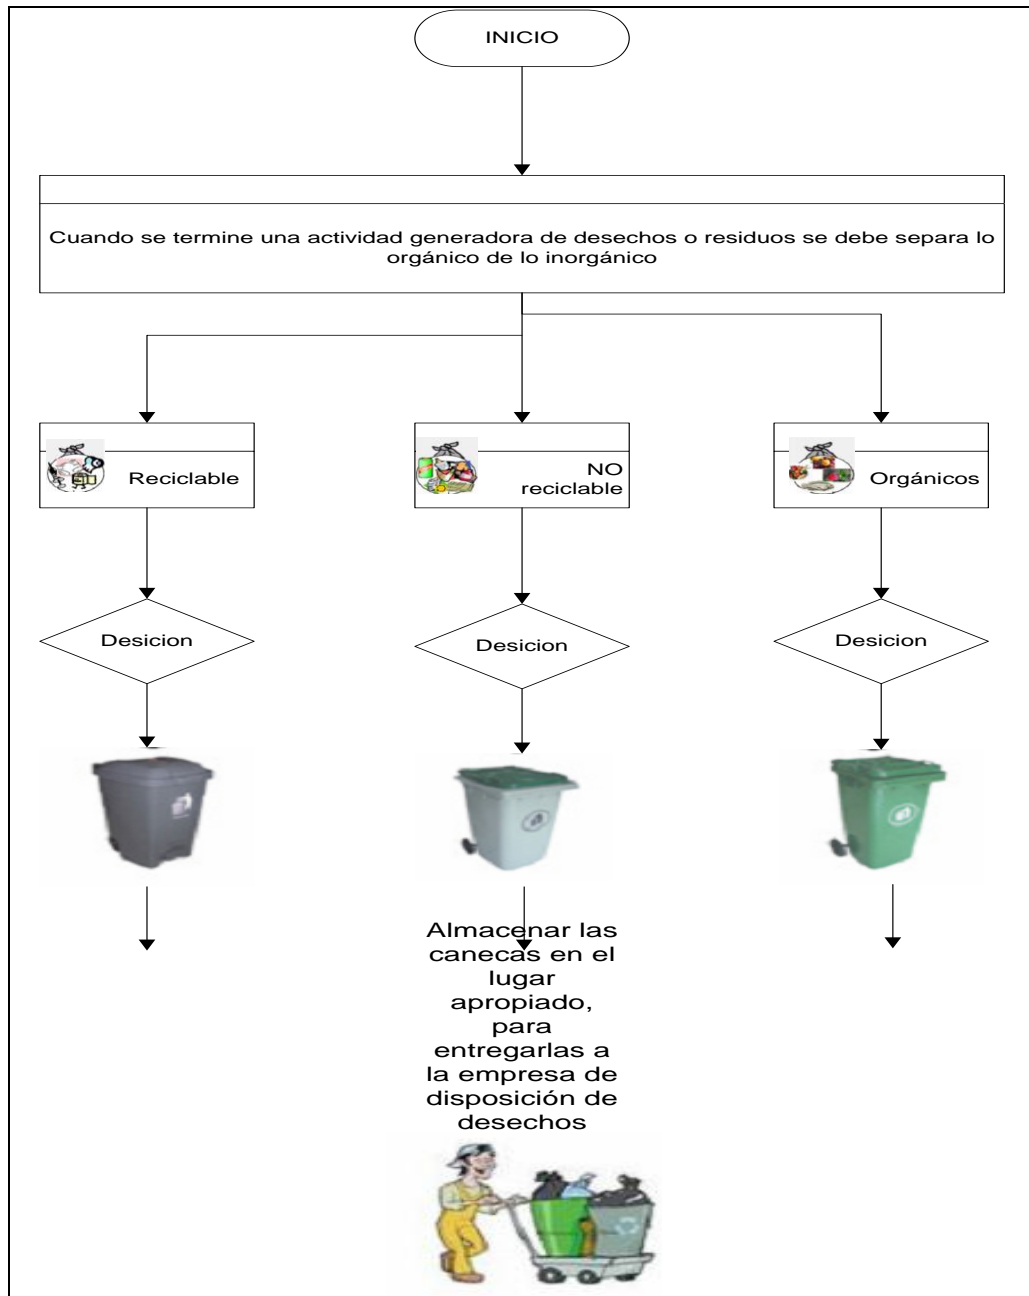 INICIO
Cuando se termine una actividad generadora de desechos o residuos se debe separa lo
orgánico de lo inorgánico
Reciclable
NO
reciclable
Orgánicos
Desicion
Desicion
Desicion
Almacenar las
canecas en el
lugar
apropiado,
para
entregarlas a
la empresa de
disposición de
desechos